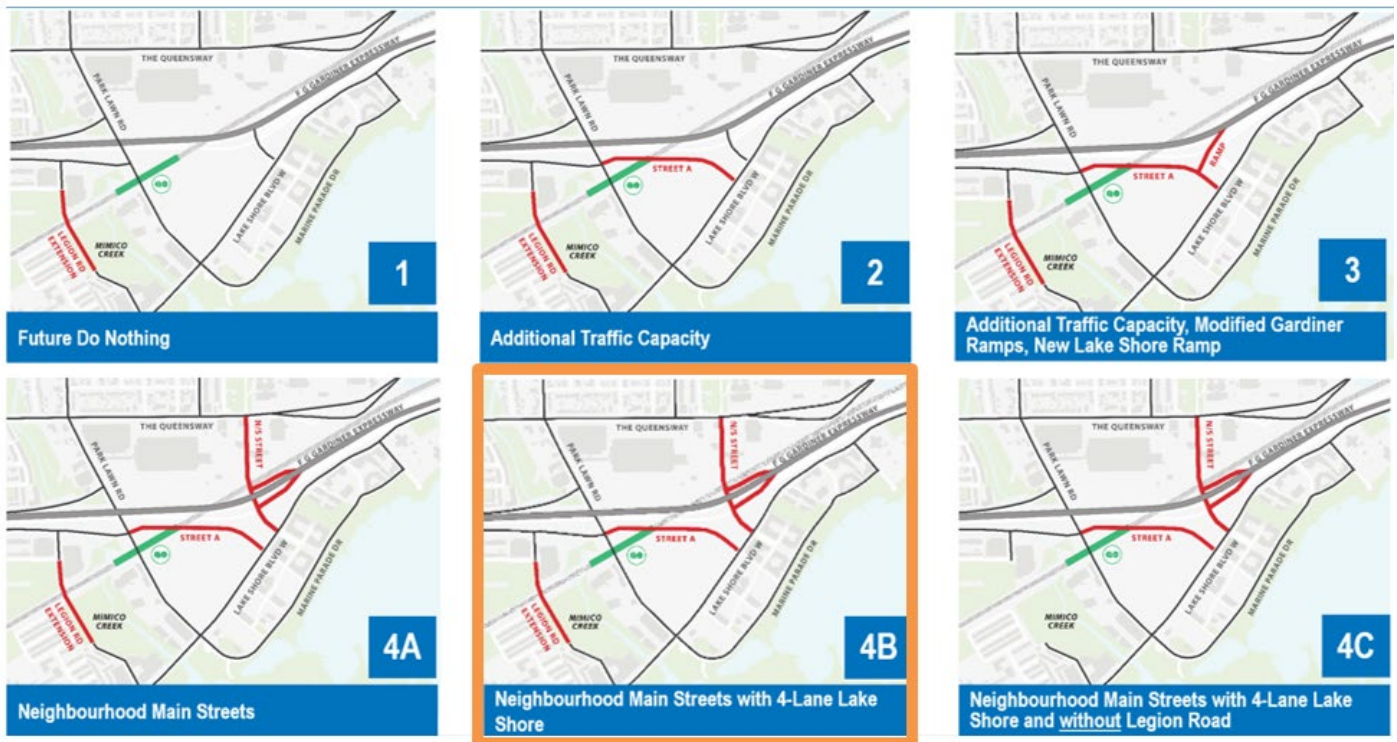 THE QUEENSWAY
PARK LAWN RD
F G GARDINER EXPRESSWAY
GO
LAKE SHORE BLVD W
MARINE PARADE DR
LEGION RD
EXTENSION
MIMICO
CREEK
1
Future Do Nothing
THE QUEENSWAY
PARK LAWN RD
F G GARDINER EXPRESSWAY
STREET A
GO
LAKE SHORE BLVD W
MARINE PARADE DR
LEGION RD
EXTENSION
MIMICO
CREEK
2
Additional Traffic Capacity
THE QUEENSWAY
PARK LAWN RD
F G GARDINER EXPRESSWAY
RAMP
STREET A
GO
LAKE SHORE BLVD W
MARINE PARADE DR
LEGION RD
EXTENSION
MIMICO
CREEK
3
Additional Traffic Capacity, Modified Gardiner
Ramps, New Lake Shore Ramp
THE QUEENSWAY
N/S STREET
PARK LAWN RD
F G GARDINER EXPRESSWAY
STREET A
GO
LAKE SHORE BLVD W
MARINE PARADE DR
LEGION RD
EXTENSION
MIMICO
CREEK
4A
Neighbourhood Main Streets
THE QUEENSWAY
N/S STREET
PARK LAWN RD
F G GARDINER EXPRESSWAY
STREET A
GO
LAKE SHORE BLVD W
MARINE PARADE DR
LEGION RD
EXTENSION
MIMICO
CREEK
4B
Neighbourhood Main Streets with 4-Lane Lake
Shore
THE QUEENSWAY
N/S STREET
PARK LAWN RD
F G GARDINER EXPRESSWAY
STREET A
GO
LAKE SHORE BLVD W
MARINE PARADE DR
MIMICO
CREEK
4C
Neighbourhood Main Streets with 4-Lane Lake
Shore and without Legion Road